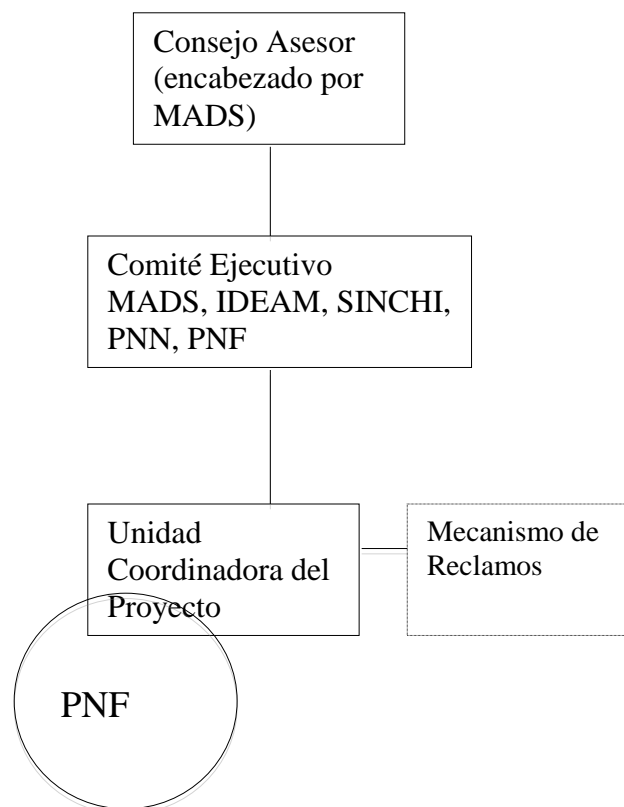 Consejo Asesor
(encabezado por
MADS)
Comité Ejecutivo
MADS, IDEAM, SINCHI,
PNN, PNF
Unidad
Coordinadora del
Proyecto
Mecanismo de
Reclamos
PNF